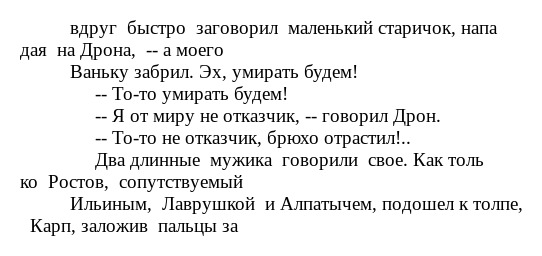 вдруг быстро заговорил маленький старичок, напа
дая на Дрона, -- а моего
Ваньку забрил. Эх, умирать будем!
-- То-то умирать будем!
-- Я от миру не отказчик, -- говорил Дрон.
-- То-то не отказчик, брюхо отрастил!..
Два длинные мужика говорили свое. Как толь
ко Ростов, сопутствуемый
Ильиным, Лаврушкой и Алпатычем, подошел к толпе,
Карп, заложив пальцы за